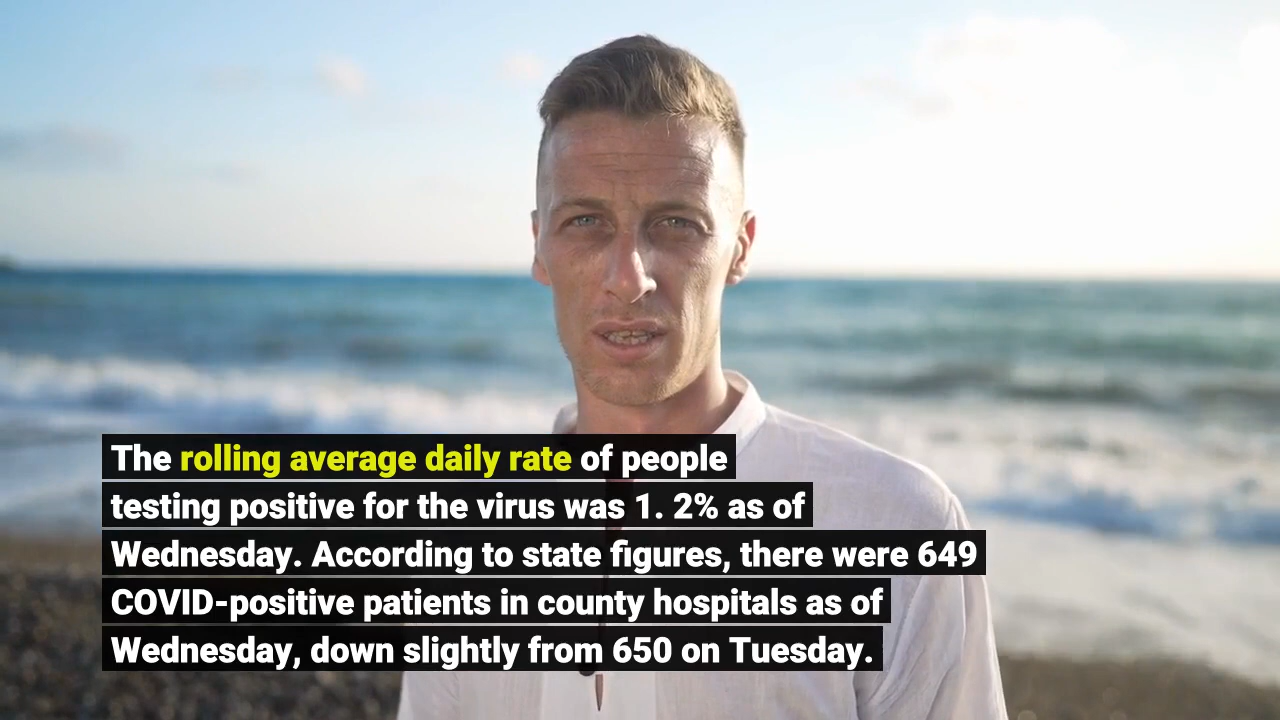 The rolling average daily rate of people
testing positive for the virus was 1. 2% as of
Wednesday. According to state figures, there were 649
COVID-positive patients in county hospitals as of
Wednesday, down slightly from 650 on Tuesday.